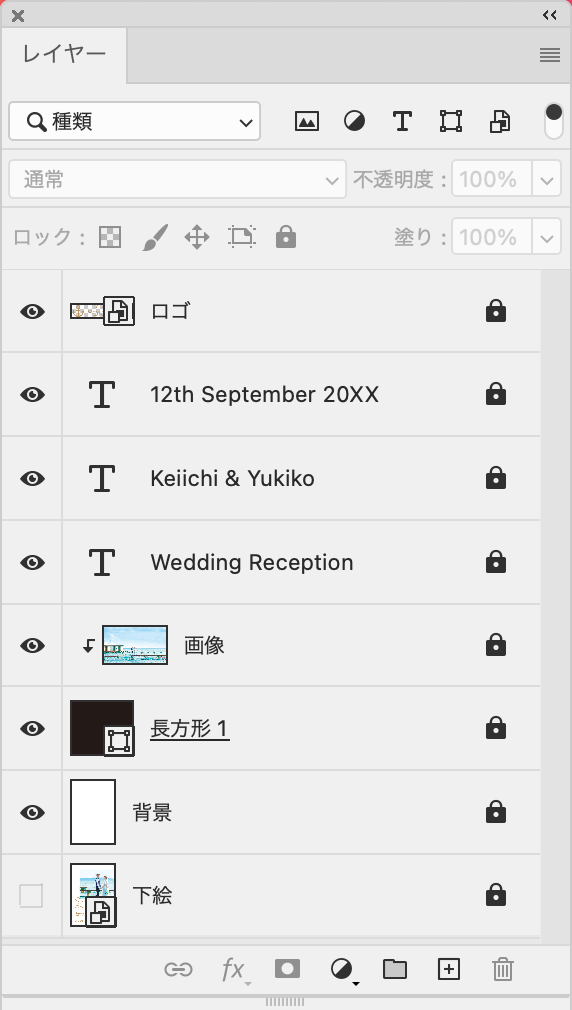 レイヤー
種類
通常 不透明度： 100%
ロック： 塗り： 100%
ロゴ
12th September 20XX
Keiichi & Yukiko
Wedding Reception
画像
長方形 1
背景
下絵
fx